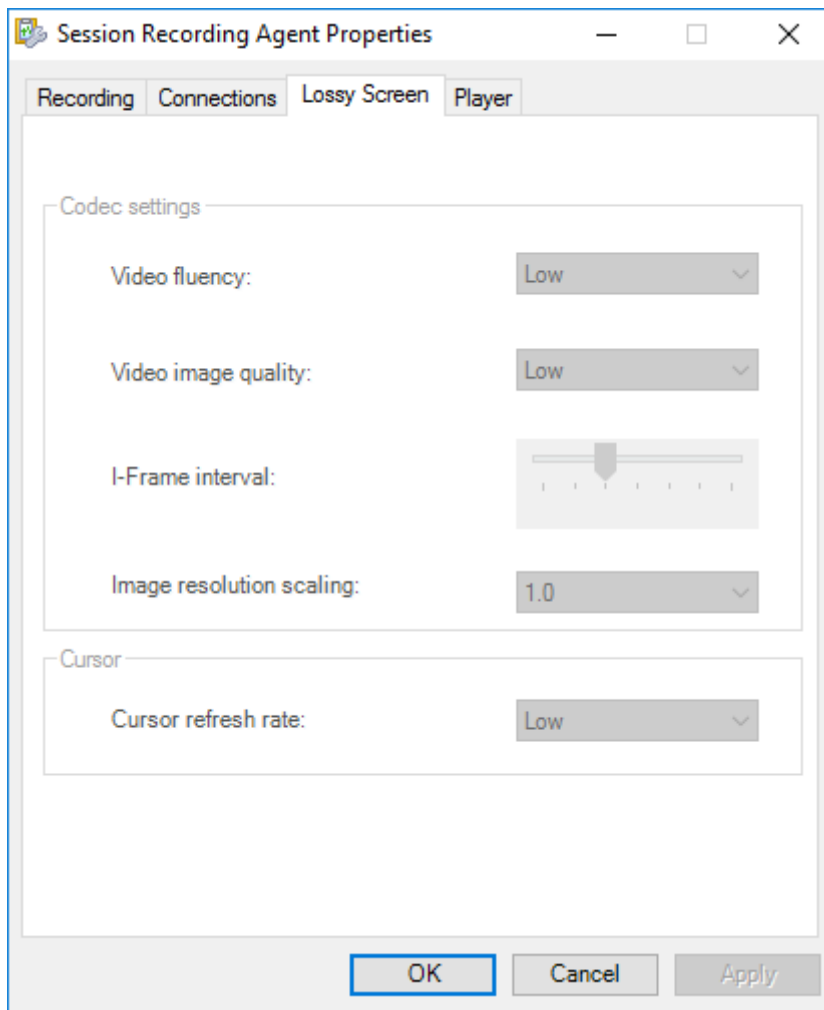 Session Recording Agent Properties
Recording Connections Lossy Screen Player
Codec settings
Video fluency: Low
Video image quality: Low
I-Frame interval:
Image resolution scaling: 1.0
Cursor
Cursor refresh rate: Low
OK Cancel Apply